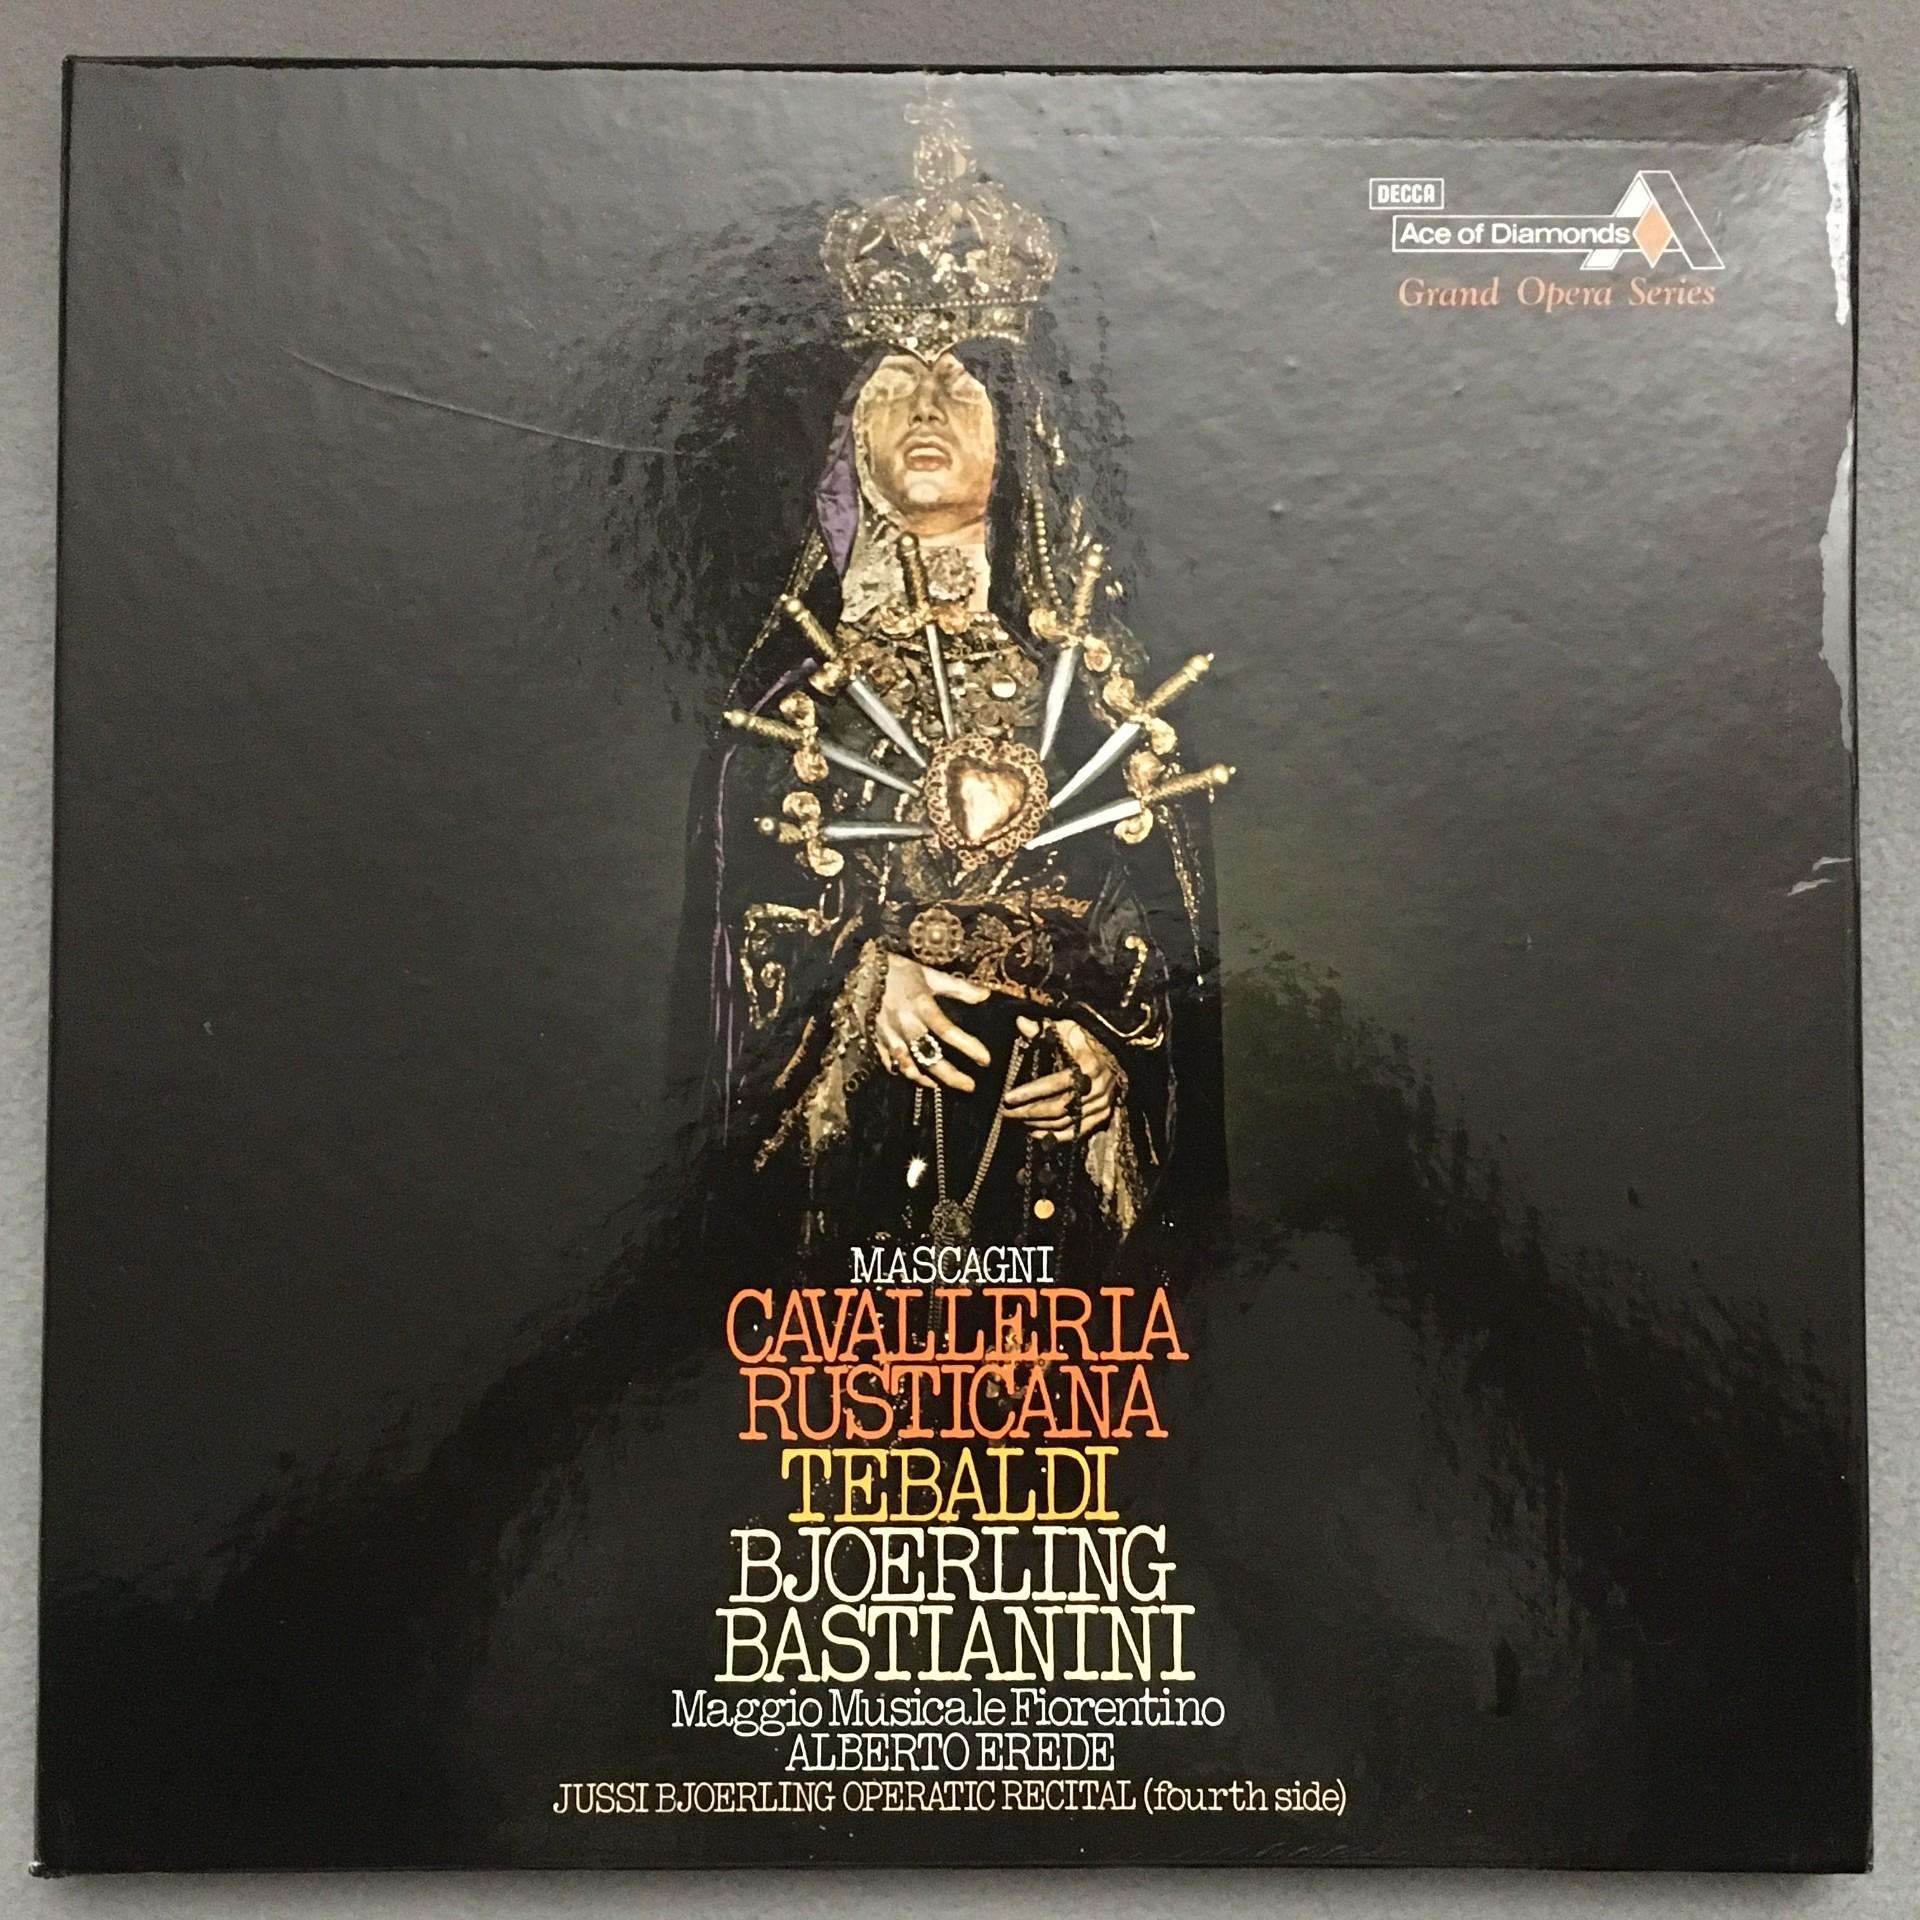 DECCA
Ace of Diamonds
Grand Opera Series
MASCAGNI
CAVALLERIA
RUSTICANA
TEBALDI
BJOERLING
BASTIANINI
Maggio Musicale Fiorentino
ALBERTO EREDE
JUSSI BJOERLING OPERATIC RECITAL (fourth side)